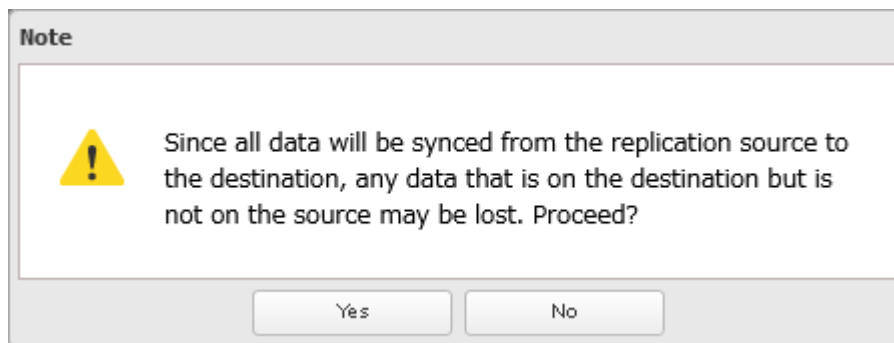 Note
Since all data will be synced from the replication source to
the destination, any data that is on the destination but is
not on the source may be lost. Proceed?
Yes
No